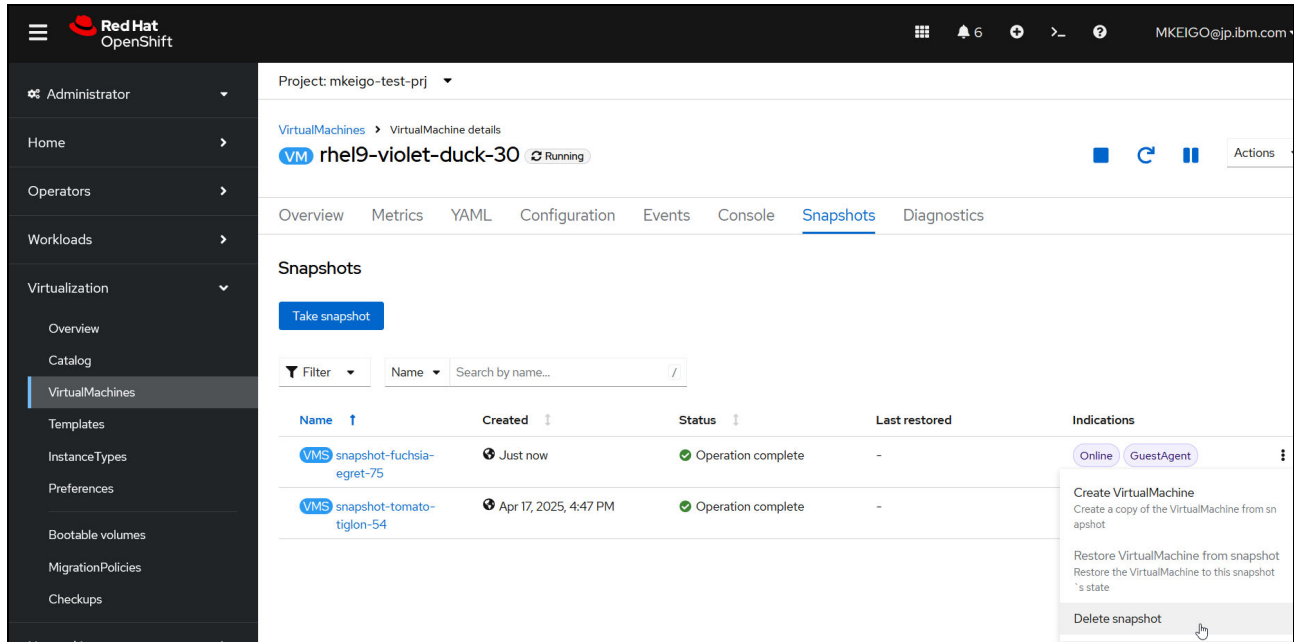 Red Hat
OpenShift
6
MKEIGO@jp.ibm.com
Administrator
Home
Operators
Workloads
Virtualization
Overview
Catalog
VirtualMachines
Templates
InstanceTypes
Preferences
Bootable volumes
MigrationPolicies
Checkups
Project: mkeigo-test-prj
VirtualMachines > VirtualMachine details
VM rhel9-violet-duck-30 Running
Actions
Overview Metrics YAML Configuration Events Console Snapshots Diagnostics
Snapshots
Take snapshot
Filter Name Search by name... /
Name Created Status Last restored Indications
VMS snapshot-fuchsia- Just now Operation complete - Online GuestAgent
egret-75
VMS snapshot-tomato- Apr 17, 2025, 4:47 PM Operation complete -
tiglon-54
Create VirtualMachine
Create a copy of the VirtualMachine from sn
apshot
Restore VirtualMachine from snapshot
Restore the VirtualMachine to this snapshot
`s state
Delete snapshot